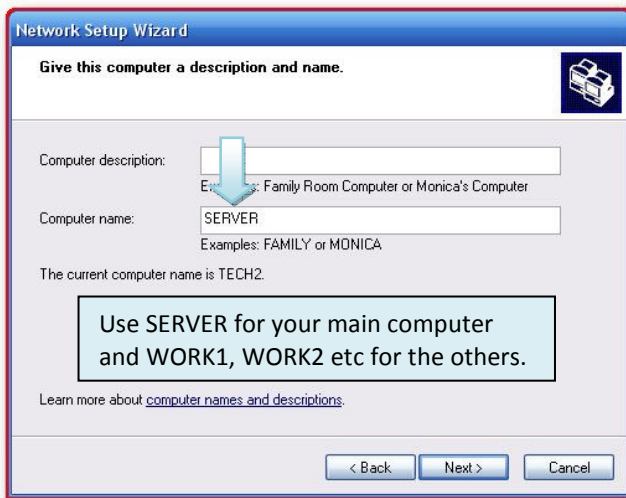 Network Setup Wizard
Give this computer a description and name.
Computer description:
Family Room Computer or Monica's Computer
Computer name:
SERVER
Examples: FAMILY or MONICA
The current computer name is TECH2.
Use SERVER for your main computer
and WORK1, WORK2 etc for the others.
Learn more about computer names and descriptions.
< Back
Next >
Cancel